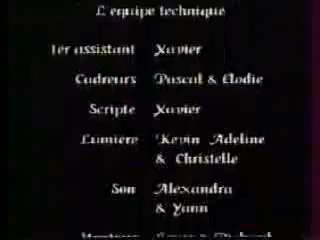 L'equipe technique
1er assistant Xavier
Cadreurs Pascal & Elodie
Scripte Xavier
Lumiere Kevin Adeline
& Christelle
Son Alexandra
& Yann